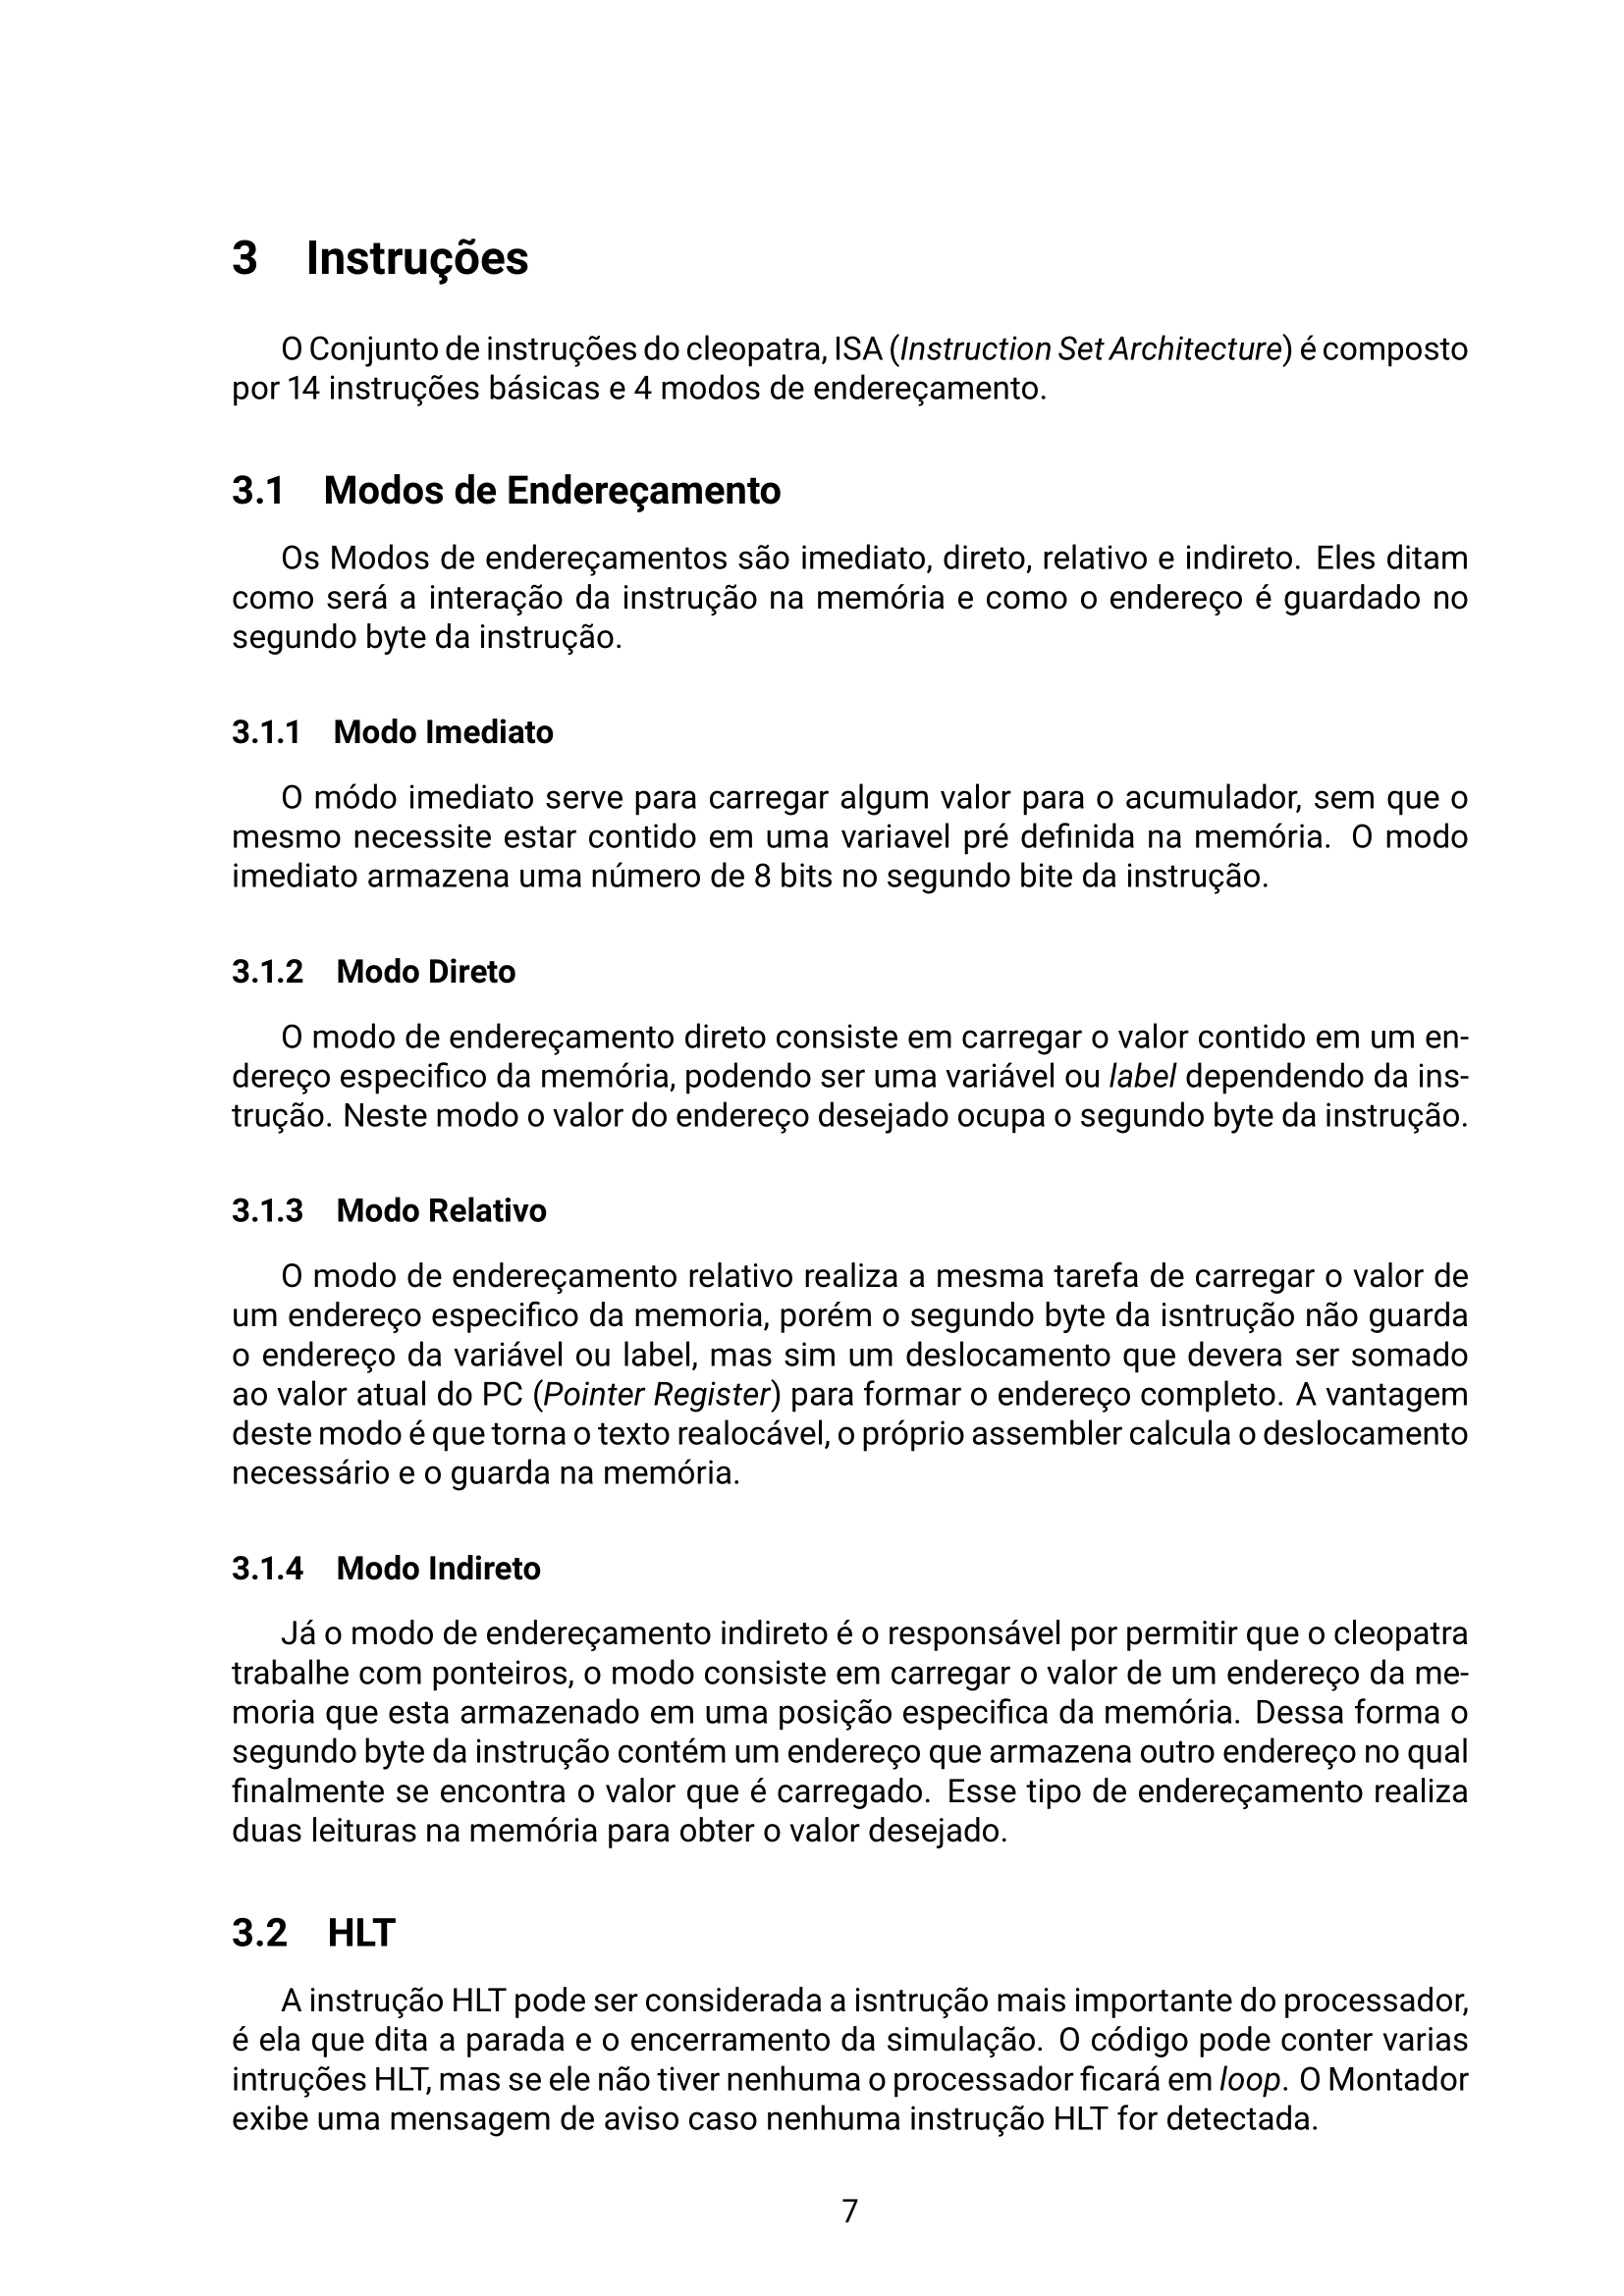 3 Instruções
O Conjunto de instruções do cleopatra, ISA (Instruction Set Architecture) é composto
por 14 instruções básicas e 4 modos de endereçamento.
3.1 Modos de Endereçamento
Os Modos de endereçamentos são imediato, direto, relativo e indireto. Eles ditam
como será a interação da instrução na memória e como o endereço é guardado no
segundo byte da instrução.
3.1.1 Modo Imediato
O módo imediato serve para carregar algum valor para o acumulador, sem que o
mesmo necessite estar contido em uma variavel pré definida na memória. O modo
imediato armazena uma número de 8 bits no segundo bite da instrução.
3.1.2 Modo Direto
O modo de endereçamento direto consiste em carregar o valor contido em um en-
dereço especifico da memória, podendo ser uma variável ou label dependendo da ins-
trução. Neste modo o valor do endereço desejado ocupa o segundo byte da instrução.
3.1.3 Modo Relativo
O modo de endereçamento relativo realiza a mesma tarefa de carregar o valor de
um endereço especifico da memoria, porém o segundo byte da isntrução não guarda
o endereço da variável ou label, mas sim um deslocamento que devera ser somado
ao valor atual do PC (Pointer Register) para formar o endereço completo. A vantagem
deste modo é que torna o texto realocável, o próprio assembler calcula o deslocamento
necessário e o guarda na memória.
3.1.4 Modo Indireto
Já o modo de endereçamento indireto é o responsável por permitir que o cleopatra
trabalhe com ponteiros, o modo consiste em carregar o valor de um endereço da me-
moria que esta armazenado em uma posição especifica da memória. Dessa forma o
segundo byte da instrução contém um endereço que armazena outro endereço no qual
finalmente se encontra o valor que é carregado. Esse tipo de endereçamento realiza
duas leituras na memória para obter o valor desejado.
3.2 HLT
A instrução HLT pode ser considerada a isntrução mais importante do processador,
é ela que dita a parada e o encerramento da simulação. O código pode conter varias
intruções HLT, mas se ele não tiver nenhuma o processador ficará em loop. O Montador
exibe uma mensagem de aviso caso nenhuma instrução HLT for detectada.
7